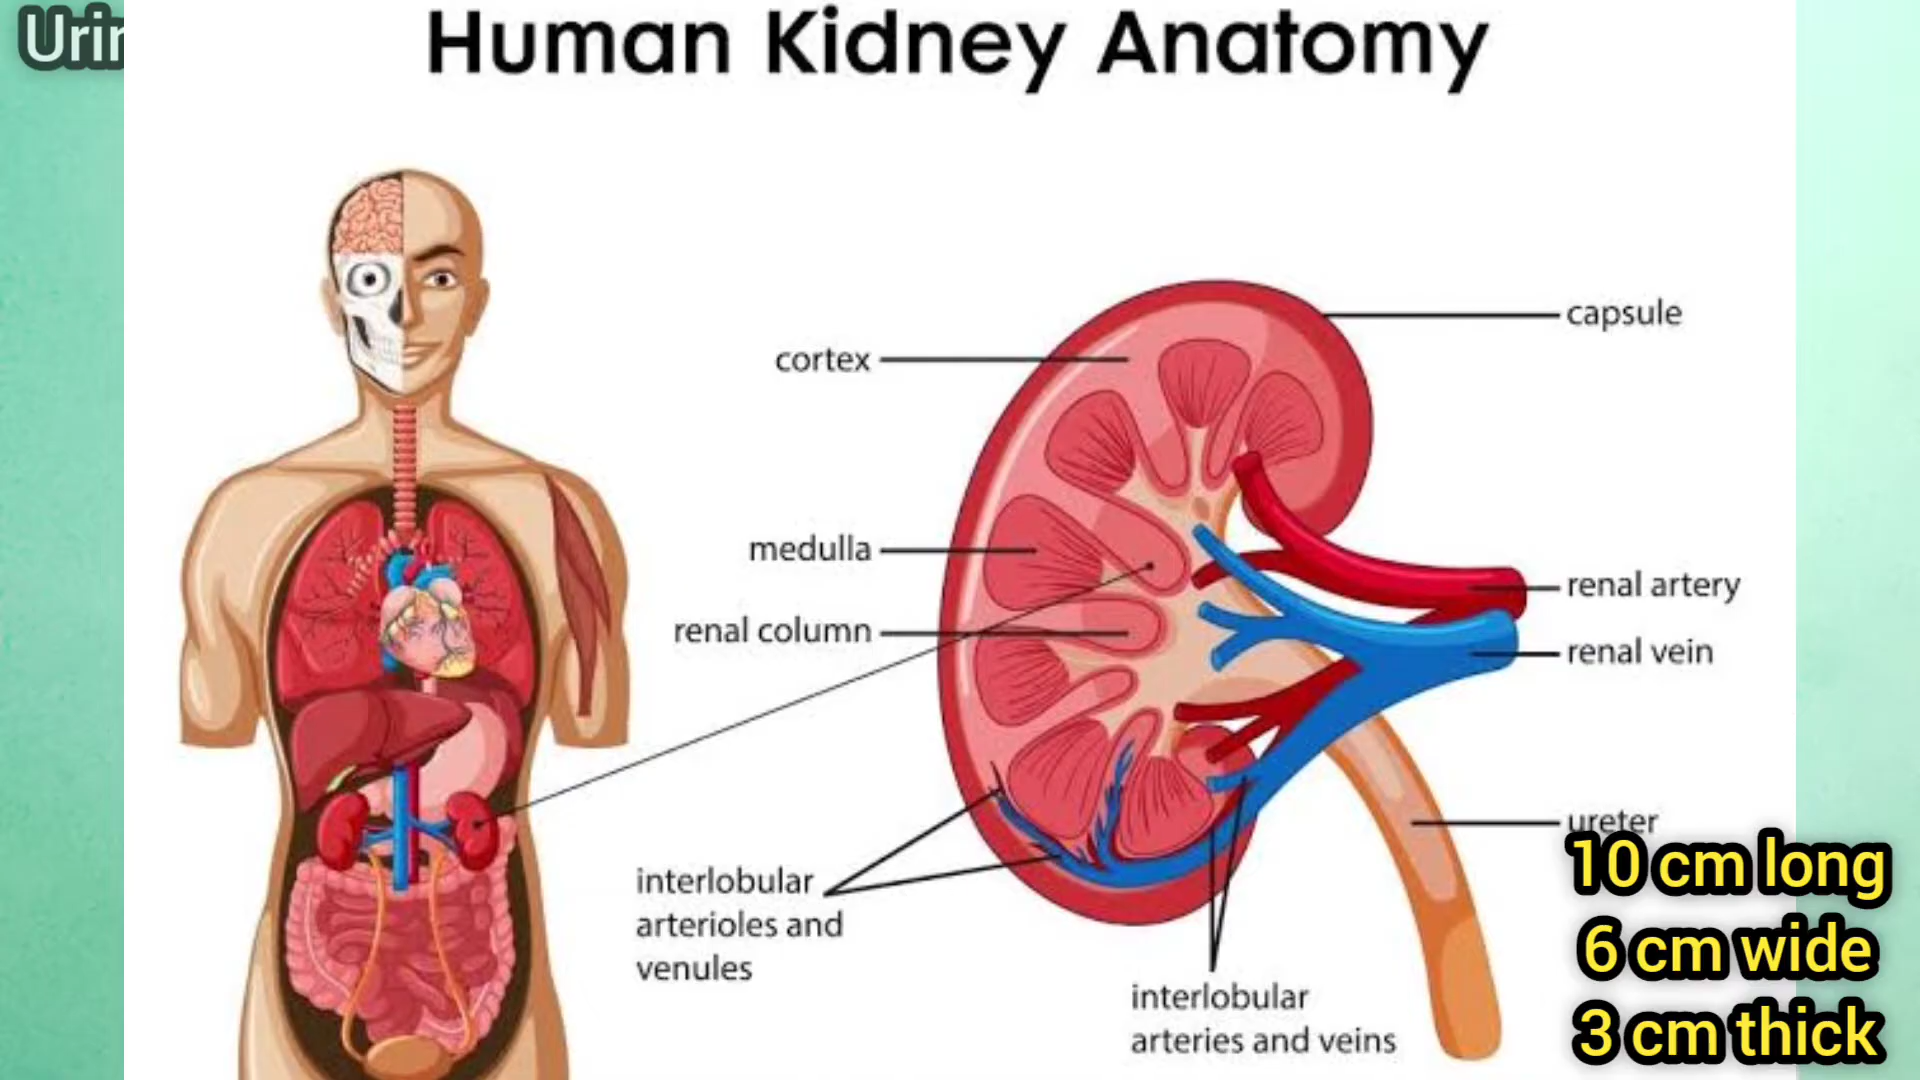 Urin
Human Kidney Anatomy
capsule
cortex
medulla
renal column
renal artery
renal vein
ureter
interlobular
arterioles and
venules
interlobular
arteries and veins
10 cm long
6 cm wide
3 cm thick